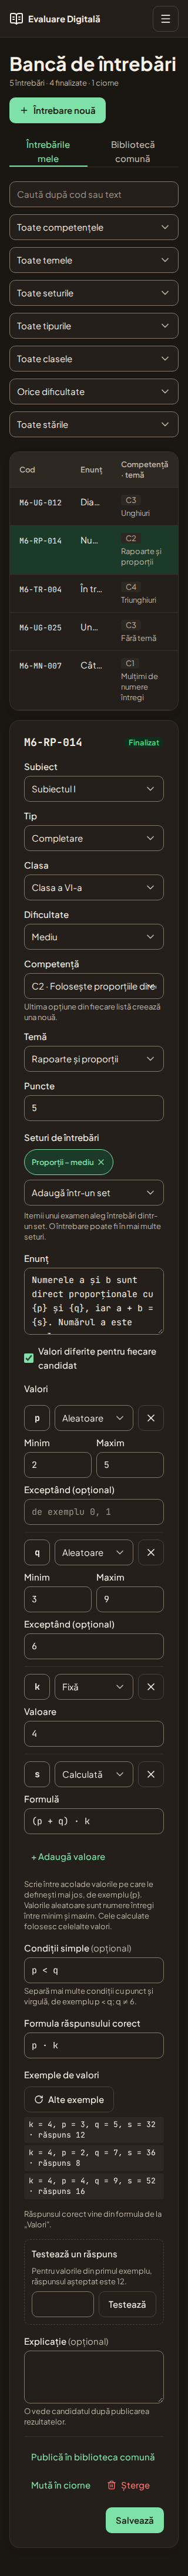 Evaluare Digitală
Bancă de întrebări
5 întrebări · 4 finalizate · 1 ciorne
+ Întrebare nouă
Întrebările
mele
Bibliotecă
comună
Caută după cod sau text
Toate competențele
Toate temele
Toate seturile
Toate tipurile
Toate clasele
Orice dificultate
Toate stările
Cod Enunț Competență
· temă
M6-UG-012 Dia… C3
Unghiuri
M6-RP-014 Nu… C2
Rapoarte și
proporții
M6-TR-004 În tr… C4
Triunghiuri
M6-UG-025 Un… C3
Fără temă
M6-MN-007 Cât… C1
Mulțimi de
numere
întregi
M6-RP-014 Finalizat
Subiect
Subiectul I
Tip
Completare
Clasa
Clasa a VI-a
Dificultate
Mediu
Competență
C2 · Folosește proporțiile dire
Ultima opțiune din fiecare listă creează
una nouă.
Temă
Rapoarte și proporții
Puncte
5
Seturi de întrebări
Proporții – mediu ×
Adaugă într-un set
Itemii unui examen aleg întrebări dintr-
un set. O întrebare poate fi în mai multe
seturi.
Enunț
Numerele a și b sunt
direct proporționale cu
{p} și {q}, iar a + b =
{s}. Numărul a este
Valori diferite pentru fiecare
candidat
Valori
p Aleatoare
Minim Maxim
2 5
Exceptând (opțional)
de exemplu 0, 1
q Aleatoare
Minim Maxim
3 9
Exceptând (opțional)
6
k Fixă
Valoare
4
s Calculată
Formulă
(p + q) · k
+ Adaugă valoare
Scrie între acolade valorile pe care le
definești mai jos, de exemplu {p}.
Valorile aleatoare sunt numere întregi
între minim și maxim. Cele calculate
folosesc celelalte valori.
Condiții simple (opțional)
p < q
Separă mai multe condiții cu punct și
virgulă, de exemplu p < q; q ≠ 6.
Formula răspunsului corect
p · k
Exemple de valori
Alte exemple
k = 4, p = 3, q = 5, s = 32
· răspuns 12
k = 4, p = 2, q = 7, s = 36
· răspuns 8
k = 4, p = 4, q = 9, s = 52
· răspuns 16
Răspunsul corect vine din formula de la
„Valori”.
Testează un răspuns
Pentru valorile din primul exemplu,
răspunsul așteptat este 12.
Testează
Explicație (opțional)
O vede candidatul după publicarea
rezultatelor.
Publică în biblioteca comună
Mută în ciorne Șterge
Salvează